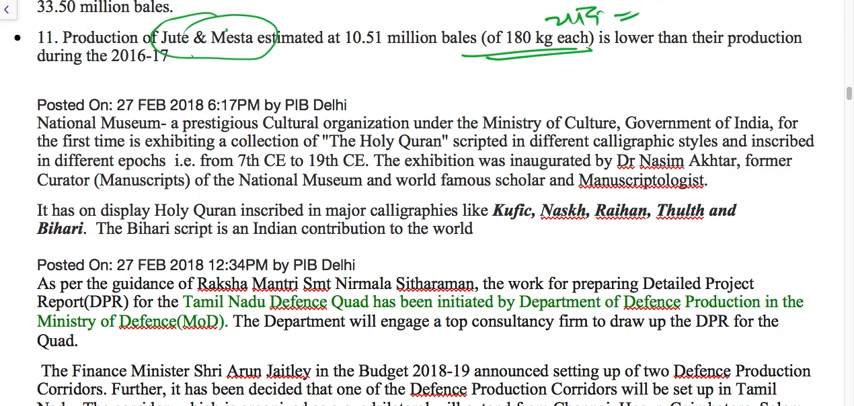 33.50 million bales.
• 11. Production of Jute & Mesta estimated at 10.51 million bales (of 180 kg each) is lower than their production
during the 2016-17
Posted On: 27 FEB 2018 6:17PM by PIB Delhi
National Museum- a prestigious Cultural organization under the Ministry of Culture, Government of India, for
the first time is exhibiting a collection of "The Holy Quran" scripted in different calligraphic styles and inscribed
in different epochs i.e. from 7th CE to 19th CE. The exhibition was inaugurated by Dr Nasim Akhtar, former
Curator (Manuscripts) of the National Museum and world famous scholar and Manuscriptologist.
It has on display Holy Quran inscribed in major calligraphies like Kufic, Naskh, Raihan, Thulth and
Bihari. The Bihari script is an Indian contribution to the world
Posted On: 27 FEB 2018 12:34PM by PIB Delhi
As per the guidance of Raksha Mantri Smt Nirmala Sitharaman, the work for preparing Detailed Project
Report(DPR) for the Tamil Nadu Defence Quad has been initiated by Department of Defence Production in the
Ministry of Defence(MoD). The Department will engage a top consultancy firm to draw up the DPR for the
Quad.
The Finance Minister Shri Arun Jaitley in the Budget 2018-19 announced setting up of two Defence Production
Corridors. Further, it has been decided that one of the Defence Production Corridors will be set up in Tamil